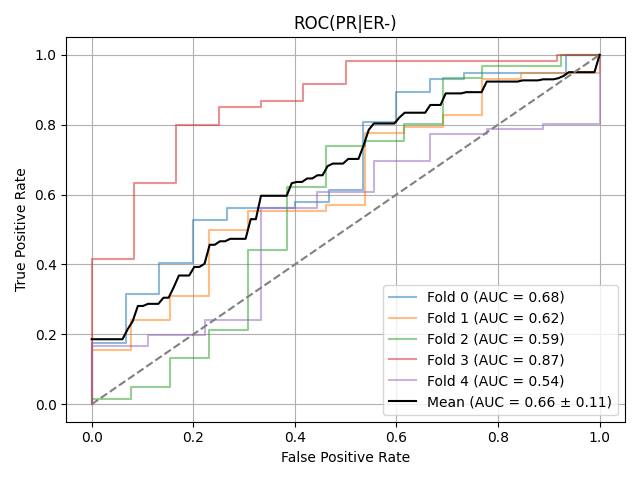 ROC(PR|ER-)
True Positive Rate
1.0
0.8
0.6
0.4
0.2
0.0
Fold 0 (AUC = 0.68)
Fold 1 (AUC = 0.62)
Fold 2 (AUC = 0.59)
Fold 3 (AUC = 0.87)
Fold 4 (AUC = 0.54)
Mean (AUC = 0.66 ± 0.11)
0.0 0.2 0.4 0.6 0.8 1.0
False Positive Rate